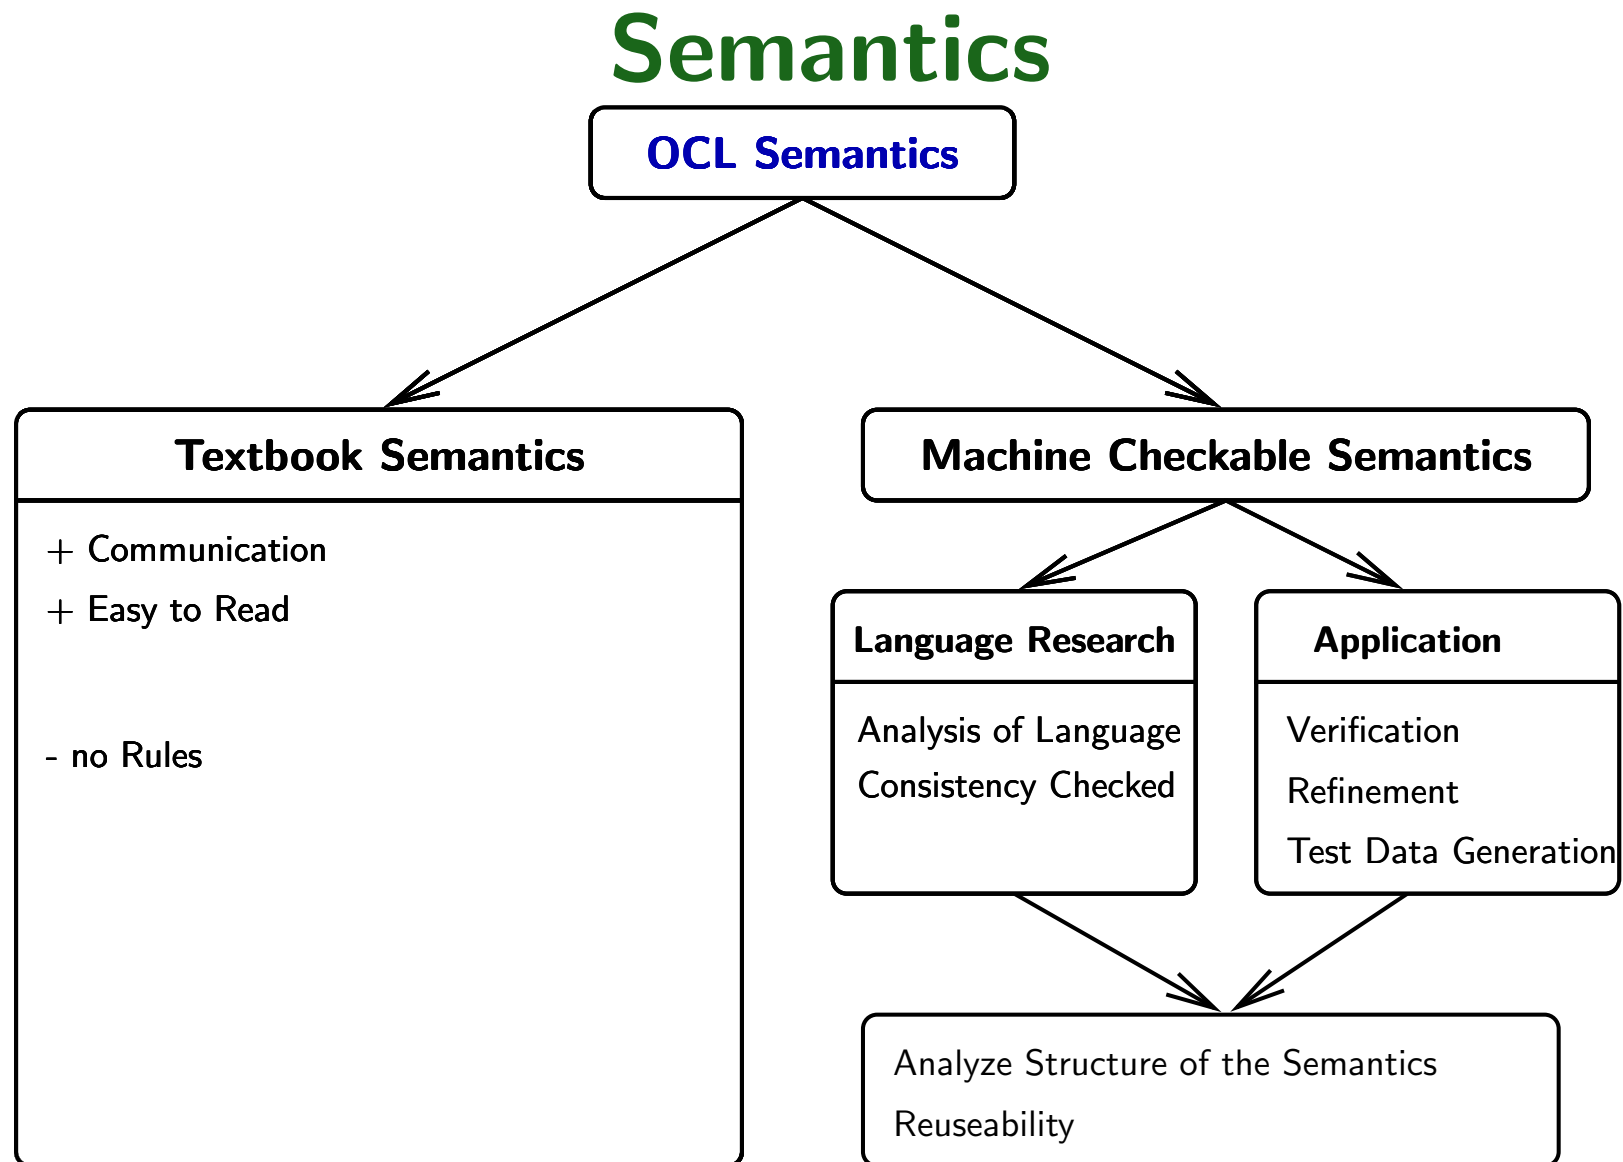 Semantics
OCL Semantics
Textbook Semantics
+ Communication
+ Easy to Read
- no Rules
Machine Checkable Semantics
Language Research
Analysis of Language
Consistency Checked
Application
Verification
Refinement
Test Data Generation
Analyze Structure of the Semantics
Reuseability